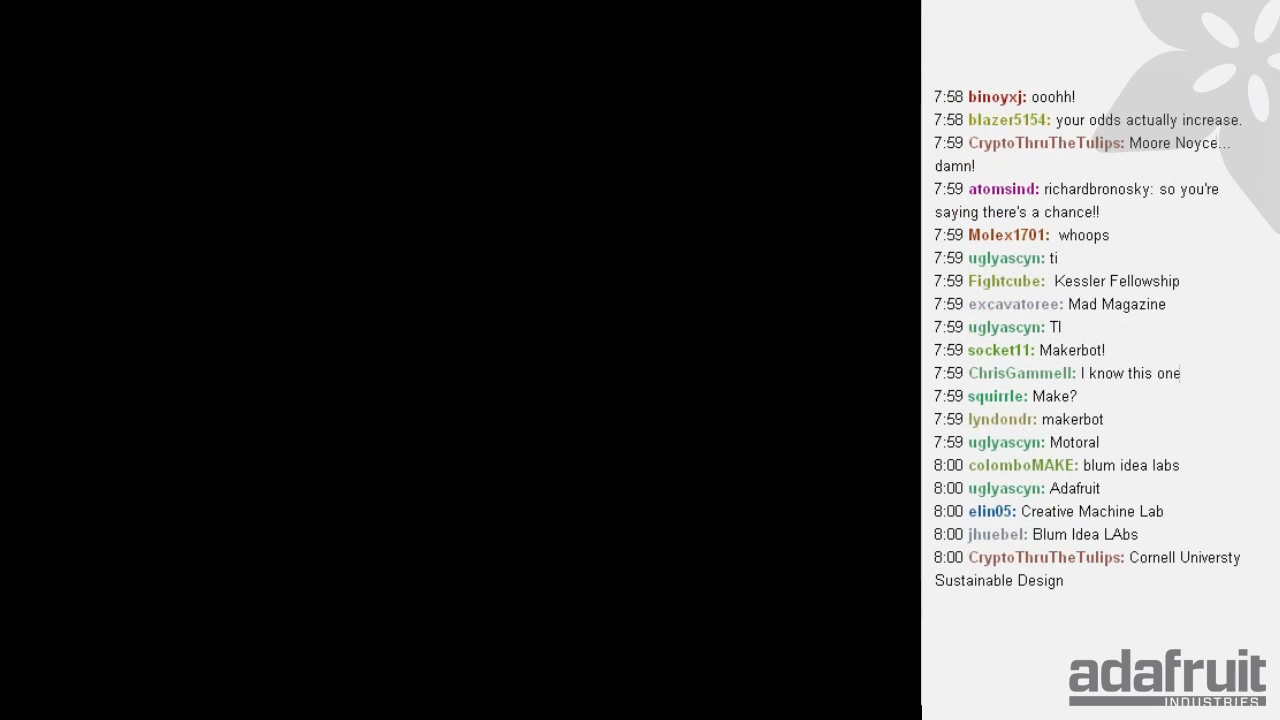 7:58 binoyxj: ooohh!
7:58 blazer5154: your odds actually increase.
7:59 CryptoThruTheTulips: Moore Noyce...
damn!
7:59 atomsind: richardbronosky: so you're
saying there's a chance!!
7:59 Molex1701: whoops
7:59 uglyascyn: ti
7:59 Fightcube: Kessler Fellowship
7:59 excavatoree: Mad Magazine
7:59 uglyascyn: TI
7:59 socket11: Makerbot!
7:59 ChrisGammell: I know this one
7:59 squirrle: Make?
7:59 lyndondr: makerbot
7:59 uglyascyn: Motoral
8:00 colomboMAKE: blum idea labs
8:00 uglyascyn: Adafruit
8:00 elin05: Creative Machine Lab
8:00 jhuebel: Blum Idea LAbs
8:00 CryptoThruTheTulips: Cornell Universty
Sustainable Design
adafruit
INDUSTRIES